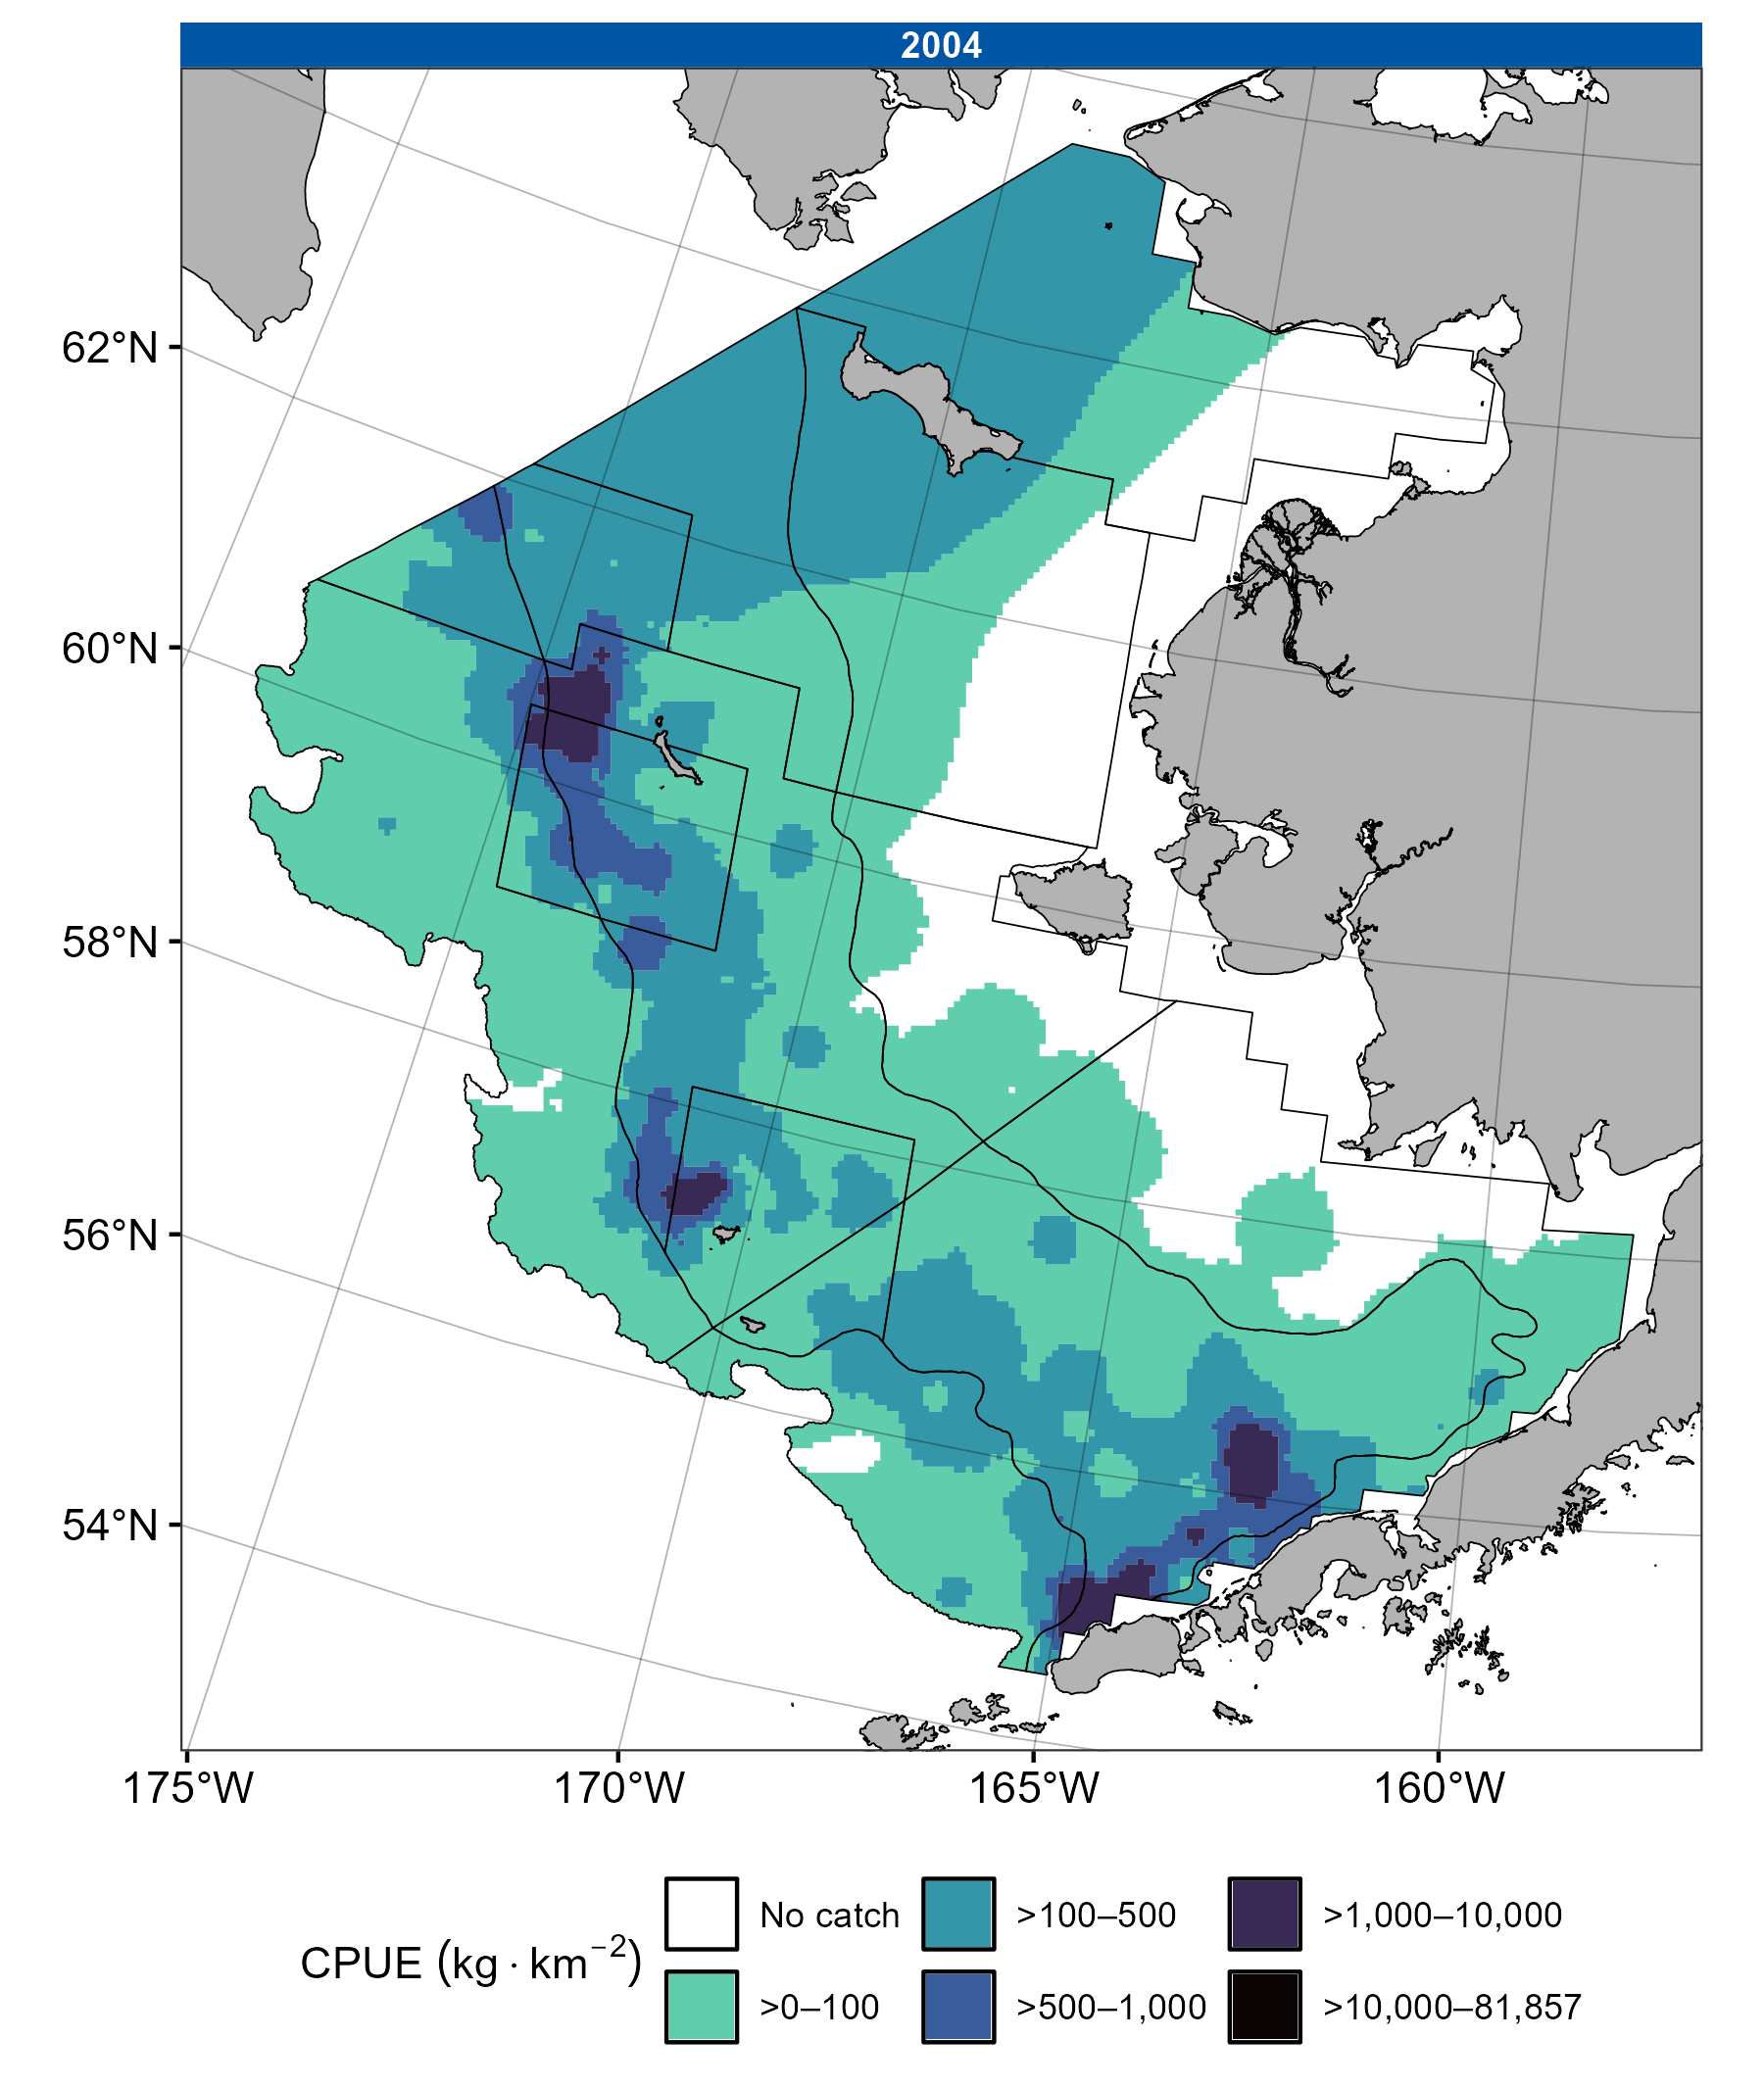 2004
62°N
60°N
58°N
56°N
54°N
175°W 170°W 165°W 160°W
CPUE (kg · km⁻²)
No catch >100–500 >1,000–10,000
>0–100 >500–1,000 >10,000–81,857